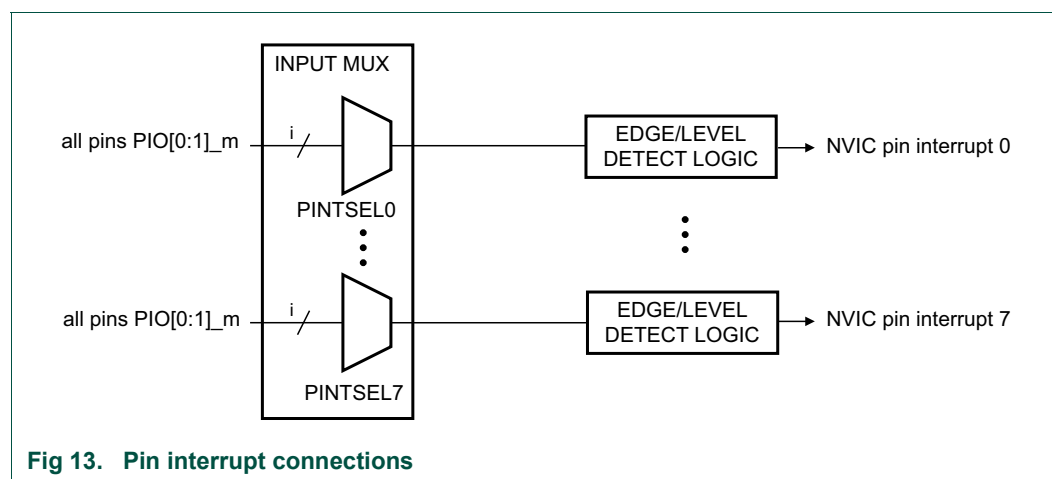 INPUT MUX
all pins PIO[0:1]_m
i
PINTSEL0
EDGE/LEVEL
DETECT LOGIC
NVIC pin interrupt 0
all pins PIO[0:1]_m
i
PINTSEL7
EDGE/LEVEL
DETECT LOGIC
NVIC pin interrupt 7
Fig 13. Pin interrupt connections